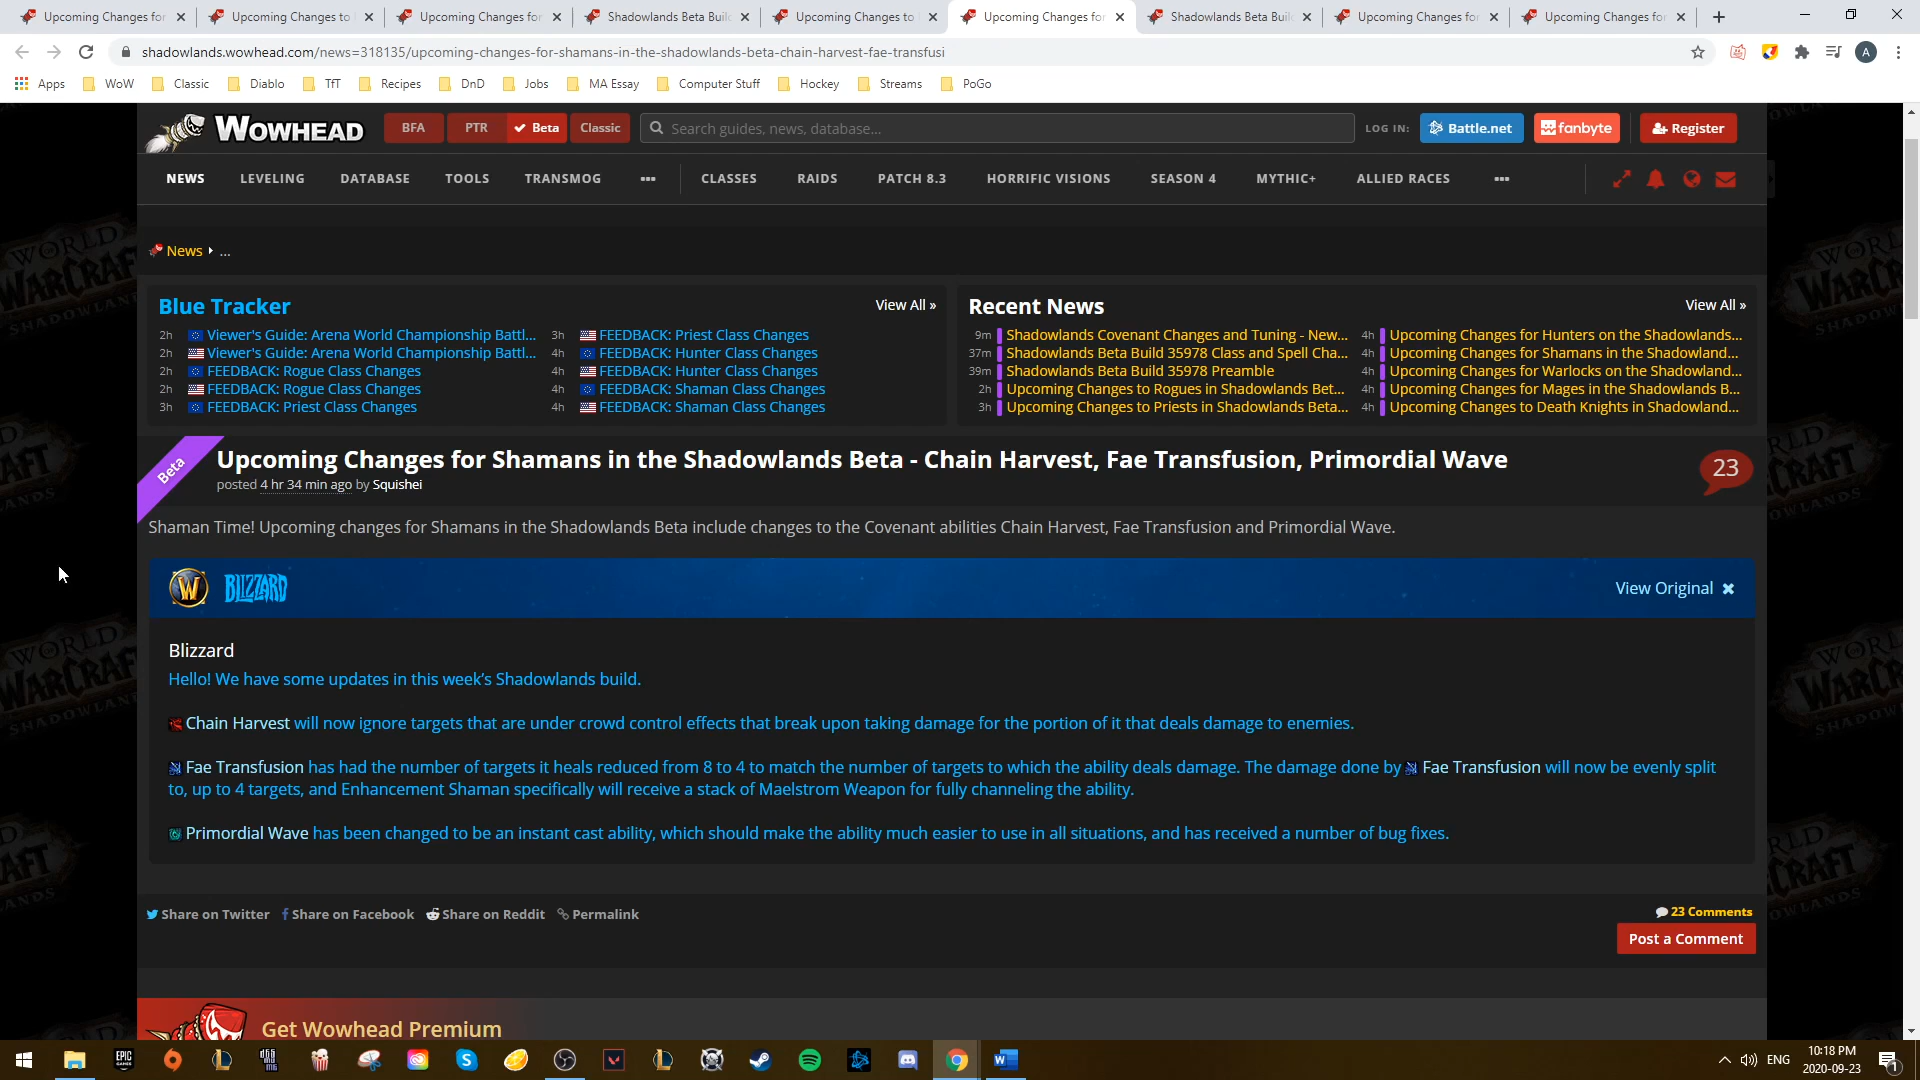 Upcoming Changes for
Upcoming Changes to
Upcoming Changes for
Shadowlands Beta Buil
Upcoming Changes to
Upcoming Changes for
Shadowlands Beta Buil
Upcoming Changes for
Upcoming Changes for
shadowlands.wowhead.com/news=318135/upcoming-changes-for-shamans-in-the-shadowlands-beta-chain-harvest-fae-transfusi
A
Apps WoW Classic Diablo TfT Recipes DnD Jobs MA Essay Computer Stuff Hockey Streams PoGo
WOWHEAD BFA PTR Beta Classic Search guides, news, database... LOG IN: Battle.net fanbyte Register
NEWS LEVELING DATABASE TOOLS TRANSMOG ••• CLASSES RAIDS PATCH 8.3 HORRIFIC VISIONS SEASON 4 MYTHIC+ ALLIED RACES •••
News ...
Blue Tracker View All »
2h Viewer's Guide: Arena World Championship Battl...
2h Viewer's Guide: Arena World Championship Battl...
2h FEEDBACK: Rogue Class Changes
2h FEEDBACK: Rogue Class Changes
3h FEEDBACK: Priest Class Changes
3h FEEDBACK: Priest Class Changes
4h FEEDBACK: Hunter Class Changes
4h FEEDBACK: Hunter Class Changes
4h FEEDBACK: Shaman Class Changes
4h FEEDBACK: Shaman Class Changes
Recent News View All »
9m Shadowlands Covenant Changes and Tuning - New...
37m Shadowlands Beta Build 35978 Class and Spell Cha...
39m Shadowlands Beta Build 35978 Preamble
2h Upcoming Changes to Rogues in Shadowlands Bet...
3h Upcoming Changes to Priests in Shadowlands Beta...
4h Upcoming Changes for Hunters on the Shadowlands...
4h Upcoming Changes for Shamans in the Shadowland...
4h Upcoming Changes for Warlocks on the Shadowland...
4h Upcoming Changes for Mages in the Shadowlands B...
4h Upcoming Changes to Death Knights in Shadowland...
Beta
Upcoming Changes for Shamans in the Shadowlands Beta - Chain Harvest, Fae Transfusion, Primordial Wave
23
posted 4 hr 34 min ago by Squishei
Shaman Time! Upcoming changes for Shamans in the Shadowlands Beta include changes to the Covenant abilities Chain Harvest, Fae Transfusion and Primordial Wave.
W BLIZZARD View Original
Blizzard
Hello! We have some updates in this week's Shadowlands build.
Chain Harvest will now ignore targets that are under crowd control effects that break upon taking damage for the portion of it that deals damage to enemies.
Fae Transfusion has had the number of targets it heals reduced from 8 to 4 to match the number of targets to which the ability deals damage. The damage done by Fae Transfusion will now be evenly split
to, up to 4 targets, and Enhancement Shaman specifically will receive a stack of Maelstrom Weapon for fully channeling the ability.
Primordial Wave has been changed to be an instant cast ability, which should make the ability much easier to use in all situations, and has received a number of bug fixes.
Share on Twitter Share on Facebook Share on Reddit Permalink
23 Comments
Post a Comment
Get Wowhead Premium
EPIC GAMES
ENG
10:18 PM
2020-09-23
1